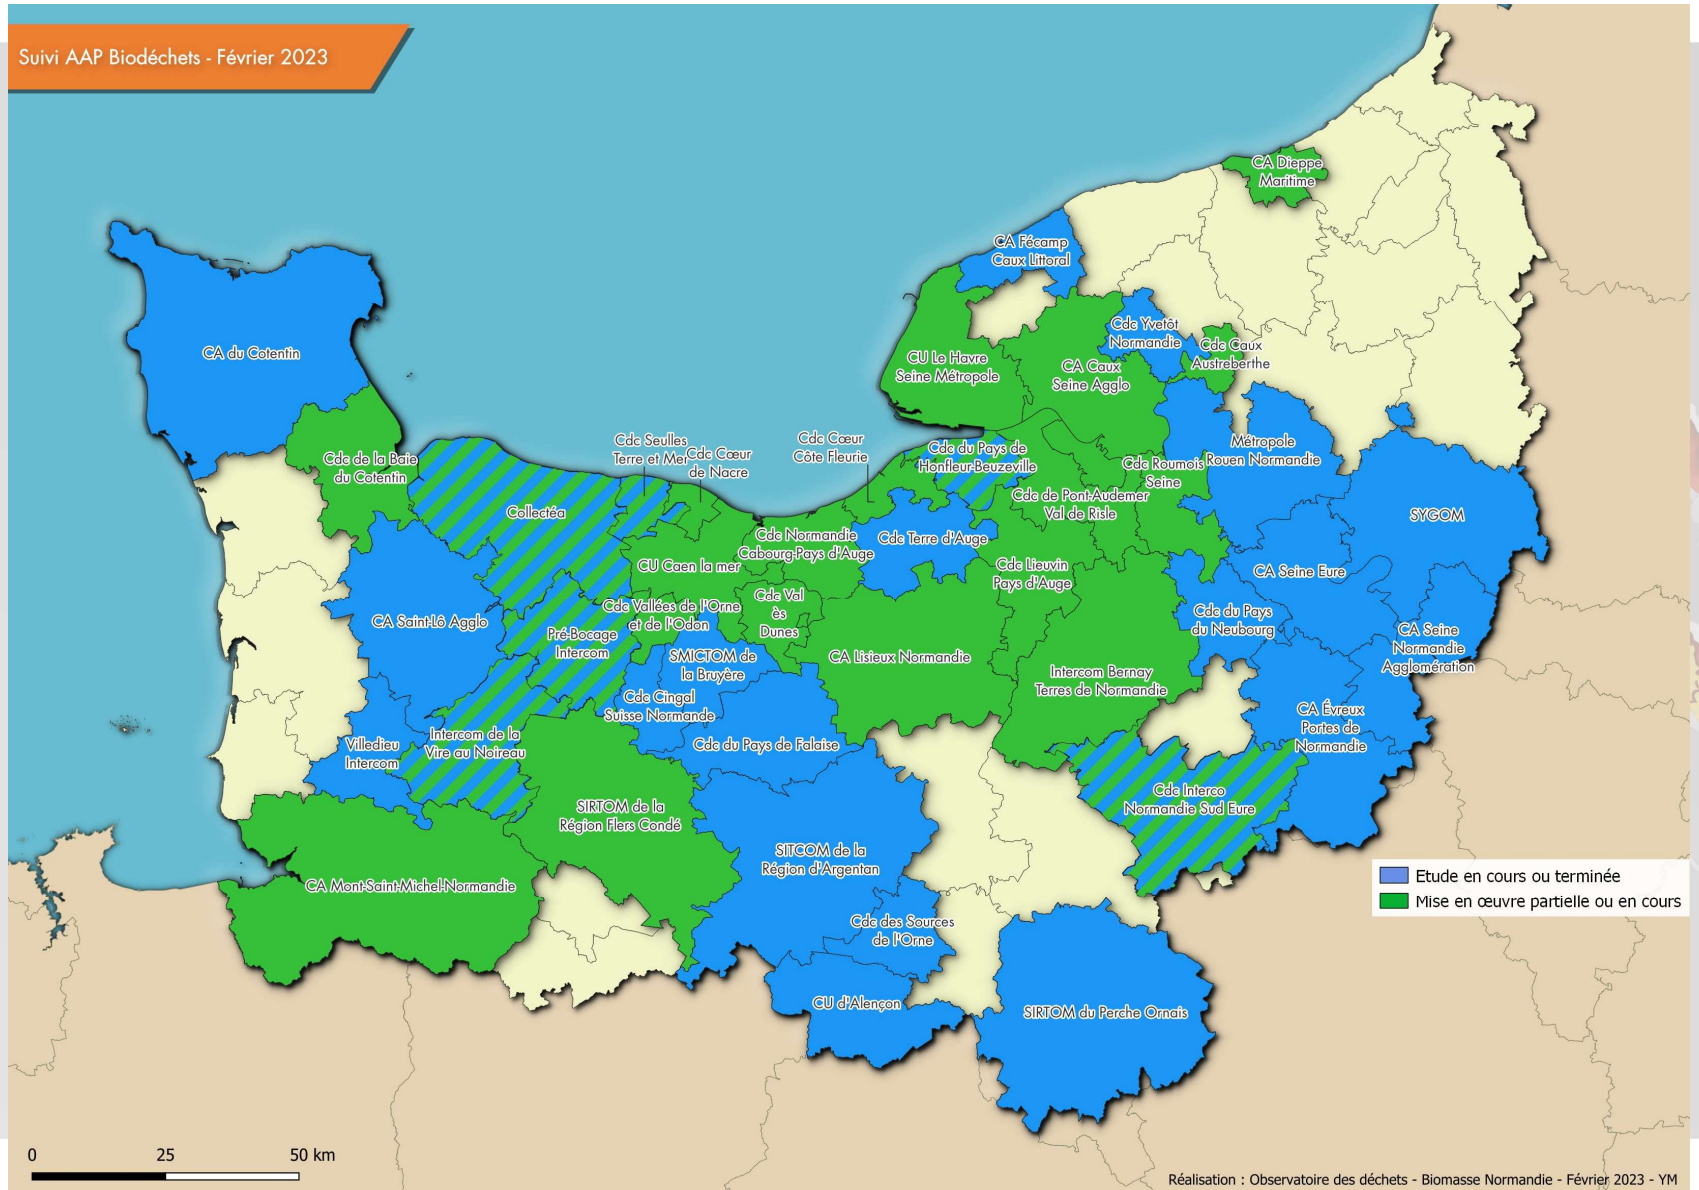 Suivi AAP Biodéchets - Février 2023
CA Dieppe
Maritime
CA Fécamp
Caux Littoral
CA du Cotentin
Cdc Yvetôt
Normandie
Cdc Caux
Austreberthe
CU Le Havre
Seine Métropole
CA Caux
Seine Agglo
Cdc de la Baie
du Cotentin
Cdc Seulles
Terre et Mer
Cdc Cœur
de Nacre
Cdc Cœur
Côte Fleurie
Cdc du Pays de
Honfleur-Beuzeville
Métropole
Rouen Normandie
Cdc Roumois
Seine
Cdc de Pont-Audemer
Val de Risle
Collectéa
SYGOM
Cdc Normandie
Cabourg-Pays d'Auge
Cdc Terre d'Auge
CU Caen la mer
Cdc Lieuvin
Pays d'Auge
CA Seine Eure
CA Saint-Lô Agglo
Cdc Vallées de l'Orne
et de l'Odon
Cdc Val
ès
Dunes
Cdc du Pays
du Neubourg
CA Seine
Normandie
Agglomération
Pré-Bocage
Intercom
SMICTOM de
la Bruyère
CA Lisieux Normandie
Intercom Bernay
Terres de Normandie
Cdc Cingal
Suisse Normande
CA Évreux
Portes de
Normandie
Villedieu
Intercom
Intercom de la
Vire au Noireau
Cdc du Pays de Falaise
Cdc Interco
Normandie Sud Eure
SIRTOM de la
Région Flers Condé
SITCOM de la
Région d'Argentan
CA Mont-Saint-Michel-Normandie
Cdc des Sources
de l'Orne
CU d'Alençon
SIRTOM du Perche Ornais
Etude en cours ou terminée
Mise en œuvre partielle ou en cours
0 25 50 km
Réalisation : Observatoire des déchets - Biomasse Normandie - Février 2023 - YM